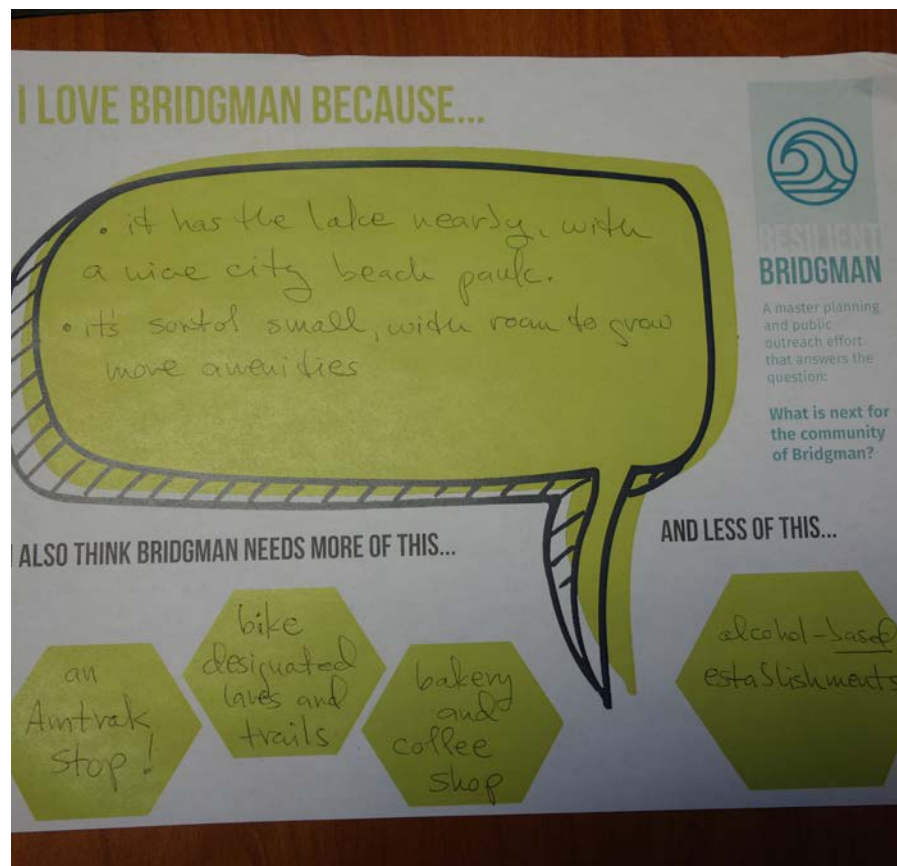 I LOVE BRIDGMAN BECAUSE...
• it has the lake nearby, with
a nice city beach park.
• it's sort of small, with room to grow
more amenities
RESILIENT
BRIDGMAN
A master planning
and public
outreach effort
that answers the
question:
What is next for
the community
of Bridgman?
I ALSO THINK BRIDGMAN NEEDS MORE OF THIS...
an
Amtrak
stop!
bike
designated
lanes and
trails
bakery
and
coffee
shop
AND LESS OF THIS...
alcohol-based
establishments